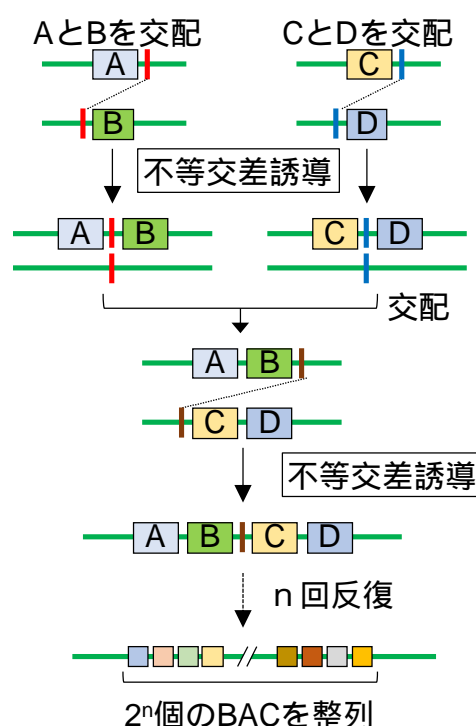 AとBを交配
CとDを交配
A
C
B
D
不等交差誘導
A B
C D
交配
A B
C D
不等交差誘導
A B C D
n 回反復
2ⁿ個のBACを整列